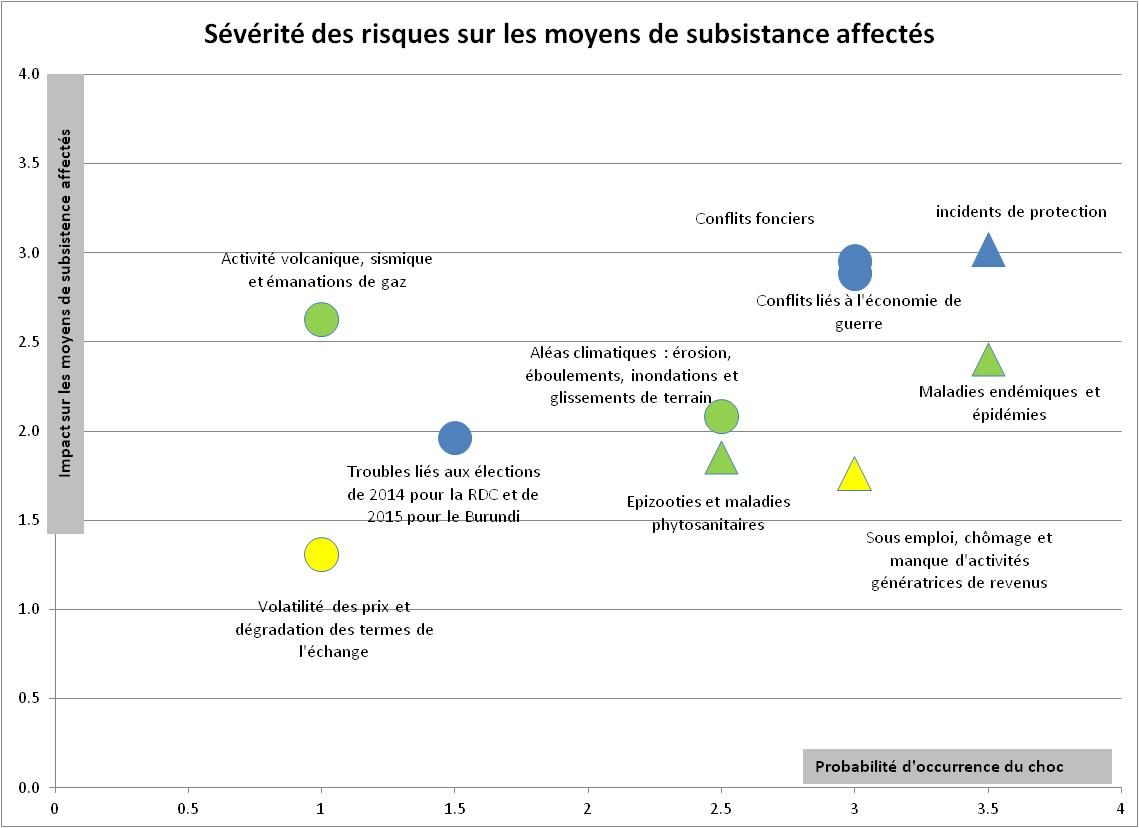 Sévérité des risques sur les moyens de subsistance affectés
4.0
3.5
3.0
2.5
2.0
1.5
1.0
0.5
0.0
Impact sur les moyens de subsistence affectés
Conflits fonciers
incidents de protection
Activité volcanique, sismique
et émanations de gaz
Conflits liés à l'économie de
guerre
Aléas climatiques : érosion,
éboulements, inondations et
glissements de terrain
Maladies endémiques et
épidémies
Troubles liés aux élections
de 2014 pour la RDC et de
2015 pour le Burundi
Epizooties et maladies
phytosanitaires
Sous emploi, chômage et
manque d'activités
génératrices de revenus
Volatilité des prix et
dégradation des termes de
l'échange
Probabilité d'occurrence du choc
0
0.5
1
1.5
2
2.5
3
3.5
4